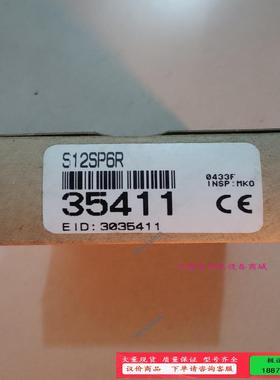 S12SP6R
0433F
INSP:MKO
35411
CE
EID:3035411
大量现货 质量保证 型号齐全
议价商品 下单请咨询客服